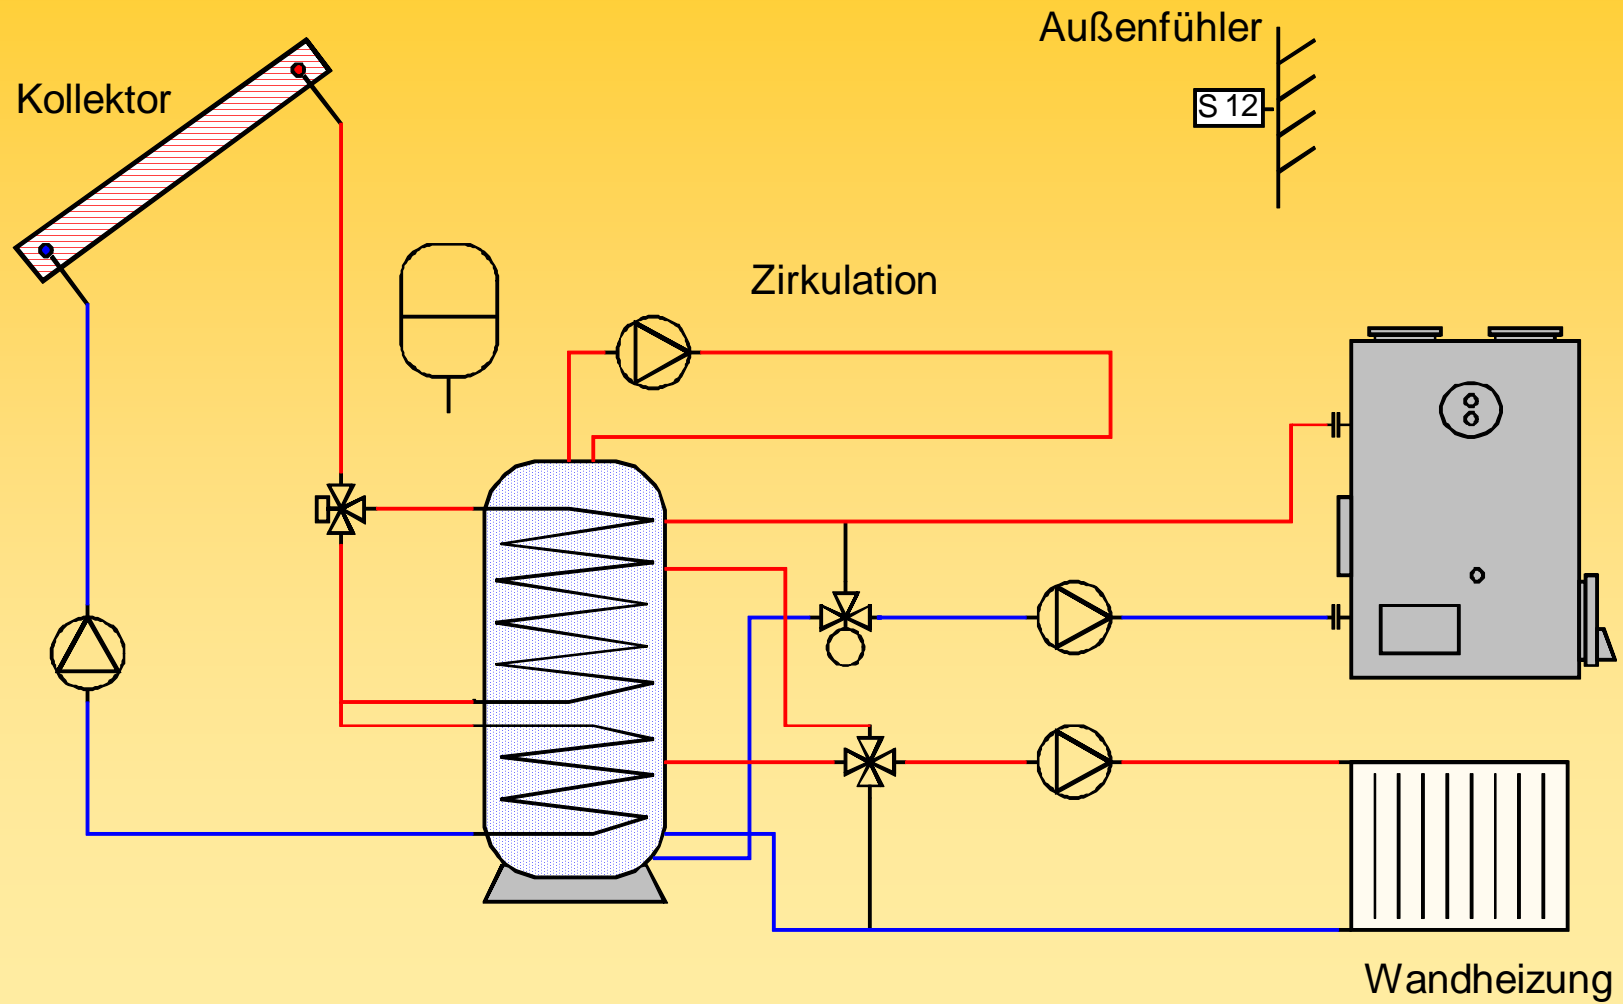 Außenfühler
Kollektor
S 12
Zirkulation
Wandheizung